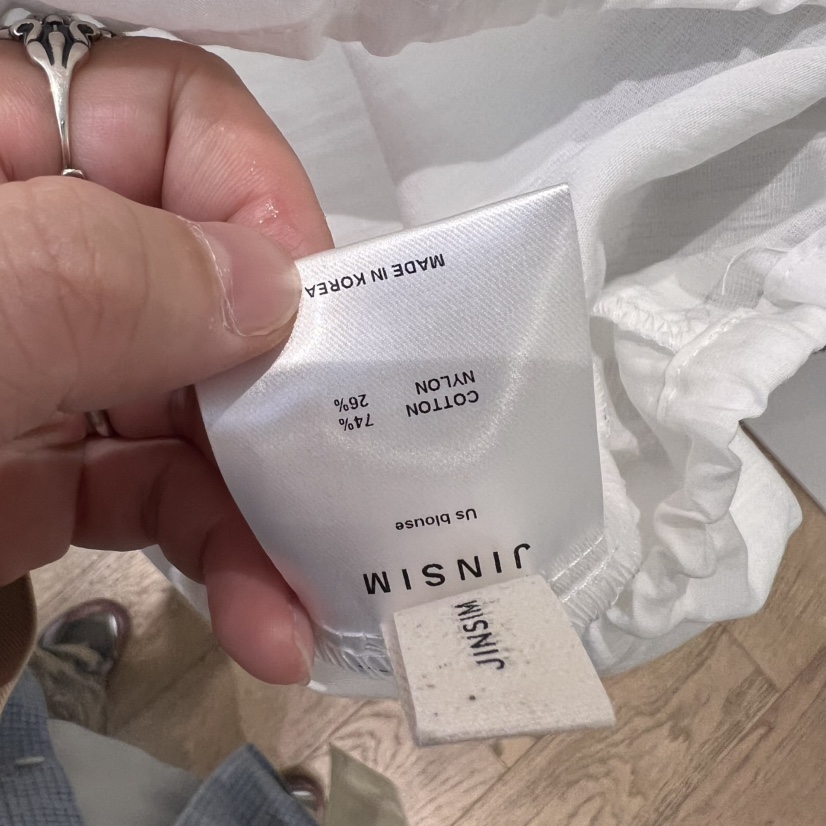 JINSIM
JINSIM
Us blouse
COTTON 74%
NYLON 26%
MADE IN KOREA